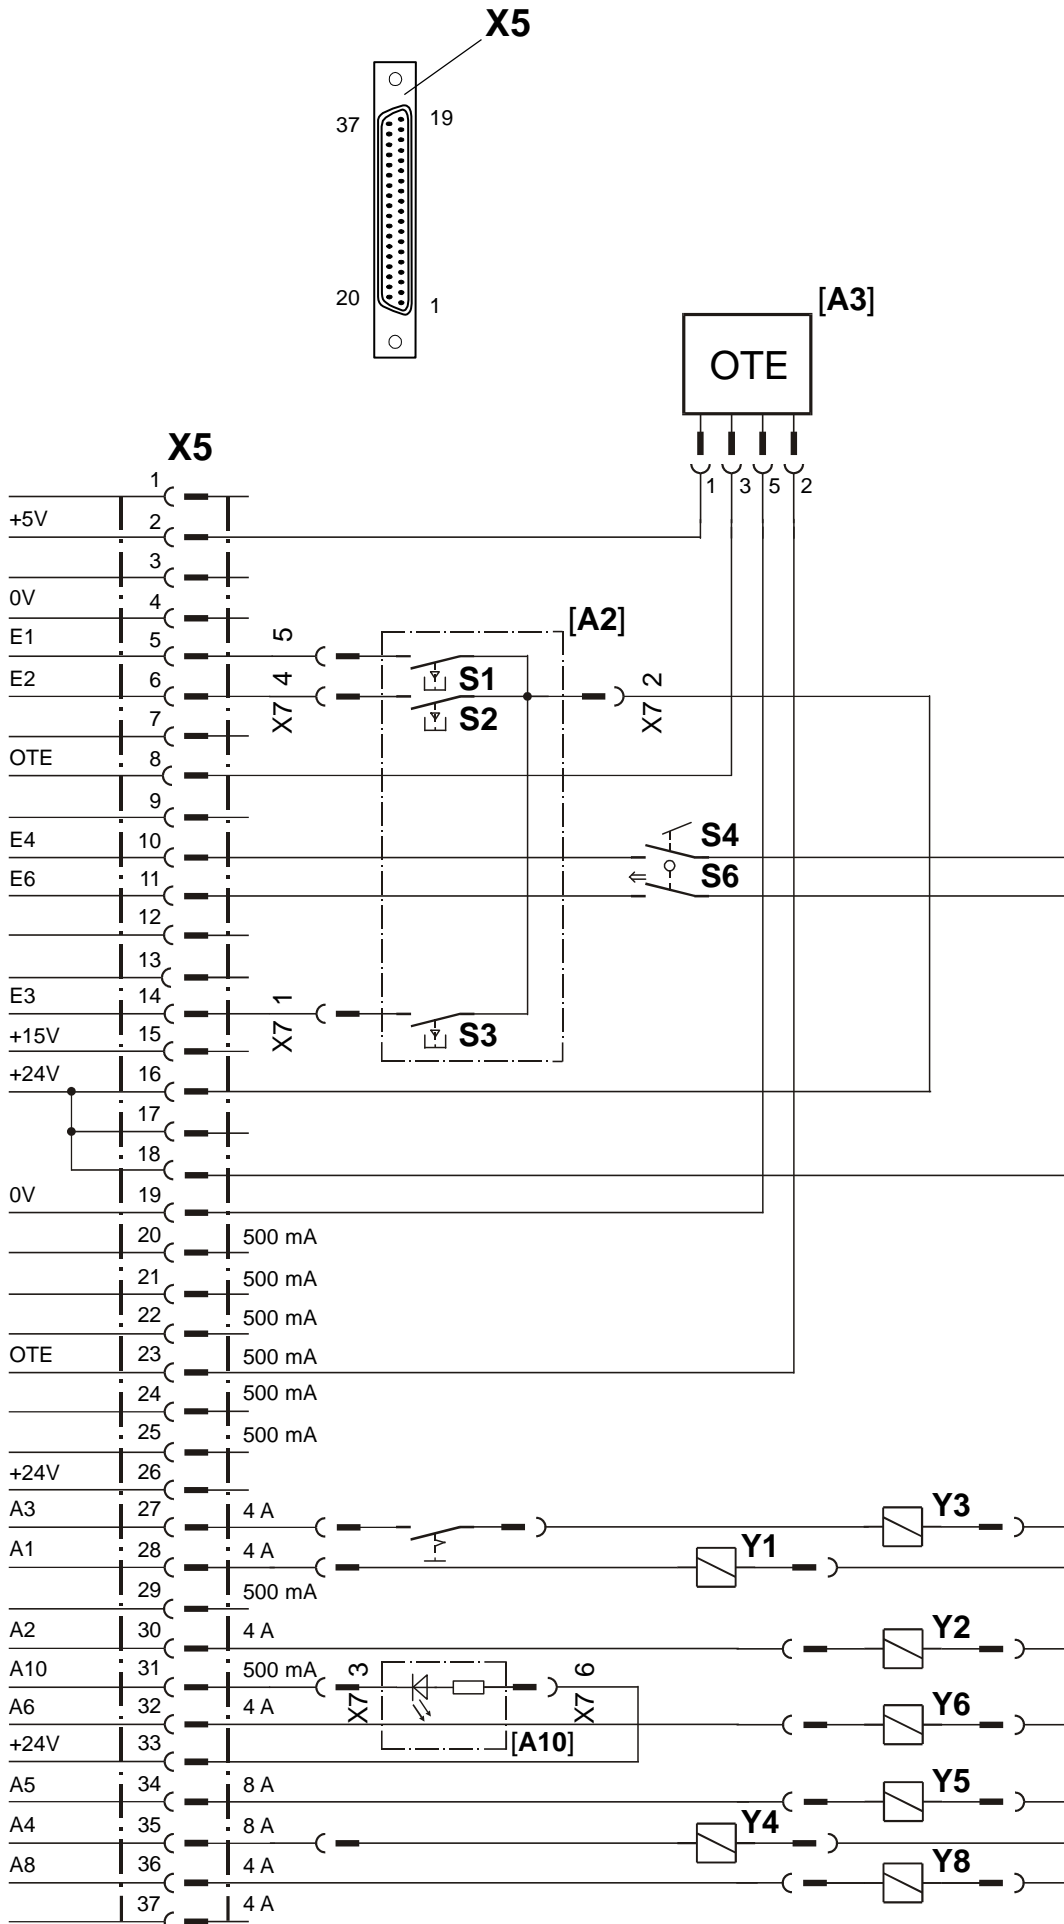 X5
37 19
20 1
[A3]
OTE
1 3 5 2
X5
1
+5V 2
3
0V 4
E1 5 5 [A2]
S1
E2 6 X7 4 X7 2
S2
7
OTE 8
9
E4 10 S4
E6 11 S6
12
13
E3 14 X7 1
S3
+15V 15
+24V 16
17
18
0V 19
20 500 mA
21 500 mA
22 500 mA
OTE 23 500 mA
24 500 mA
25 500 mA
+24V 26
A3 27 4 A Y3
A1 28 4 A Y1
29 500 mA
A2 30 4 A Y2
A10 31 500 mA X7 3 X7 6
A6 32 4 A Y6
+24V 33 [A10]
A5 34 8 A Y5
A4 35 8 A Y4
A8 36 4 A Y8
37 4 A